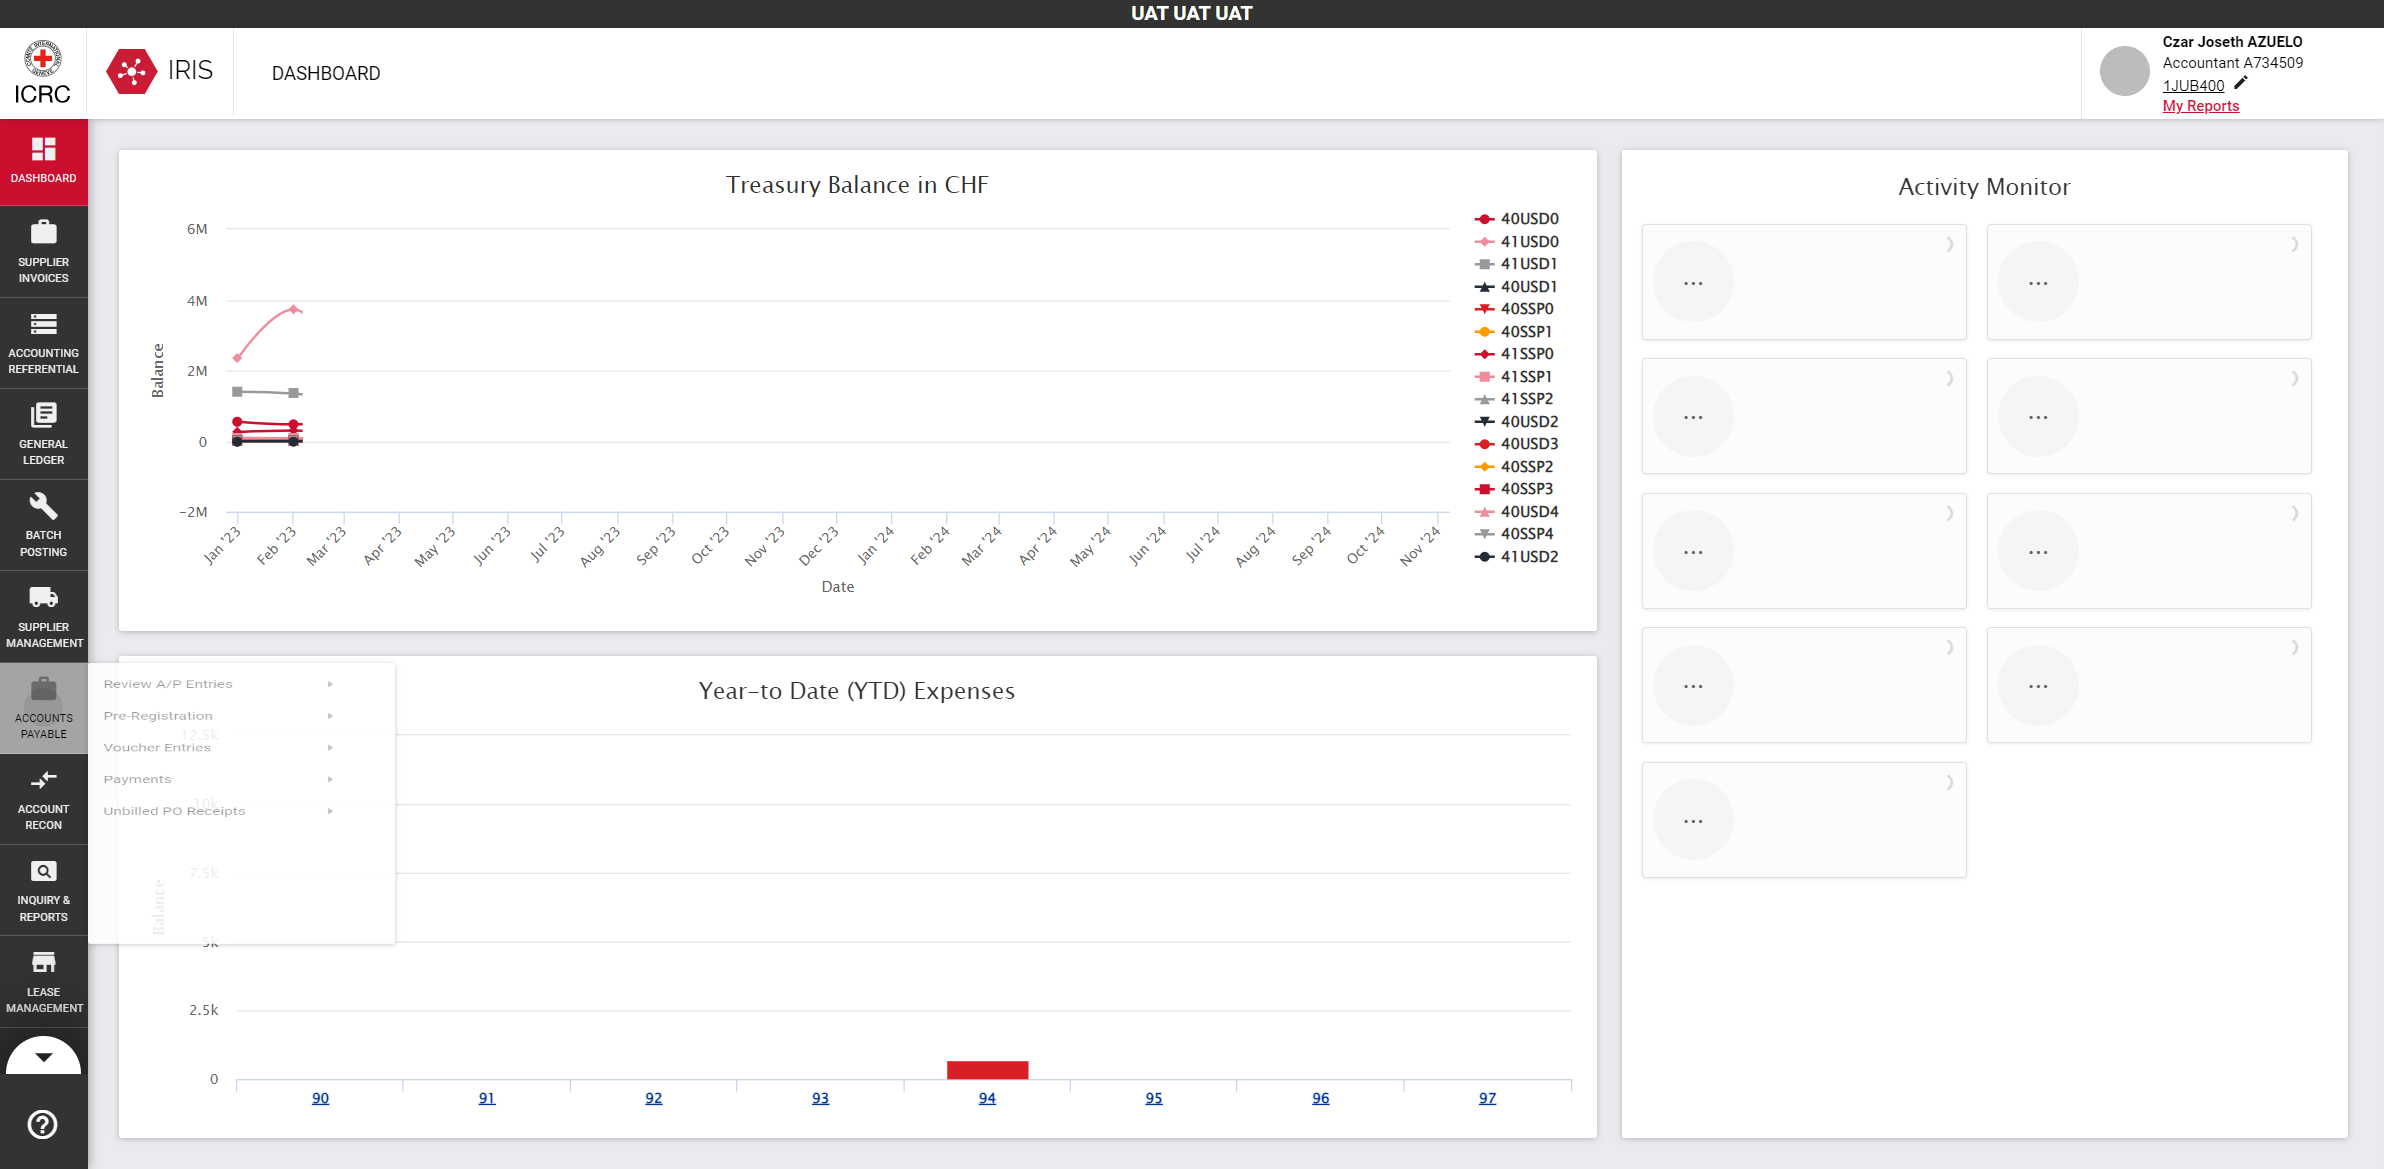 UAT UAT UAT
ICRC
IRIS
DASHBOARD
Czar Joseth AZUELO
Accountant A734509
1JUB400
My Reports
DASHBOARD
SUPPLIER
INVOICES
ACCOUNTING
REFERENTIAL
GENERAL
LEDGER
BATCH
POSTING
SUPPLIER
MANAGEMENT
ACCOUNTS
PAYABLE
ACCOUNT
RECON
INQUIRY &
REPORTS
LEASE
MANAGEMENT
Review A/P Entries
Pre-Registration
Voucher Entries
Payments
Unbilled PO Receipts
Treasury Balance in CHF
6M
4M
2M
0
-2M
Balance
Jan '23
Feb '23
Mar '23
Apr '23
May '23
Jun '23
Jul '23
Aug '23
Sep '23
Oct '23
Nov '23
Dec '23
Jan '24
Feb '24
Mar '24
Apr '24
May '24
Jun '24
Jul '24
Aug '24
Sep '24
Oct '24
Nov '24
Date
40USD0
41USD0
41USD1
40USD1
40SSP0
40SSP1
41SSP0
41SSP1
41SSP2
40USD2
40USD3
40SSP2
40SSP3
40USD4
40SSP4
41USD2
Year-to Date (YTD) Expenses
12.5k
10k
7.5k
5k
2.5k
0
Balance
90
91
92
93
94
95
96
97
Activity Monitor
...
...
...
...
...
...
...
...
...